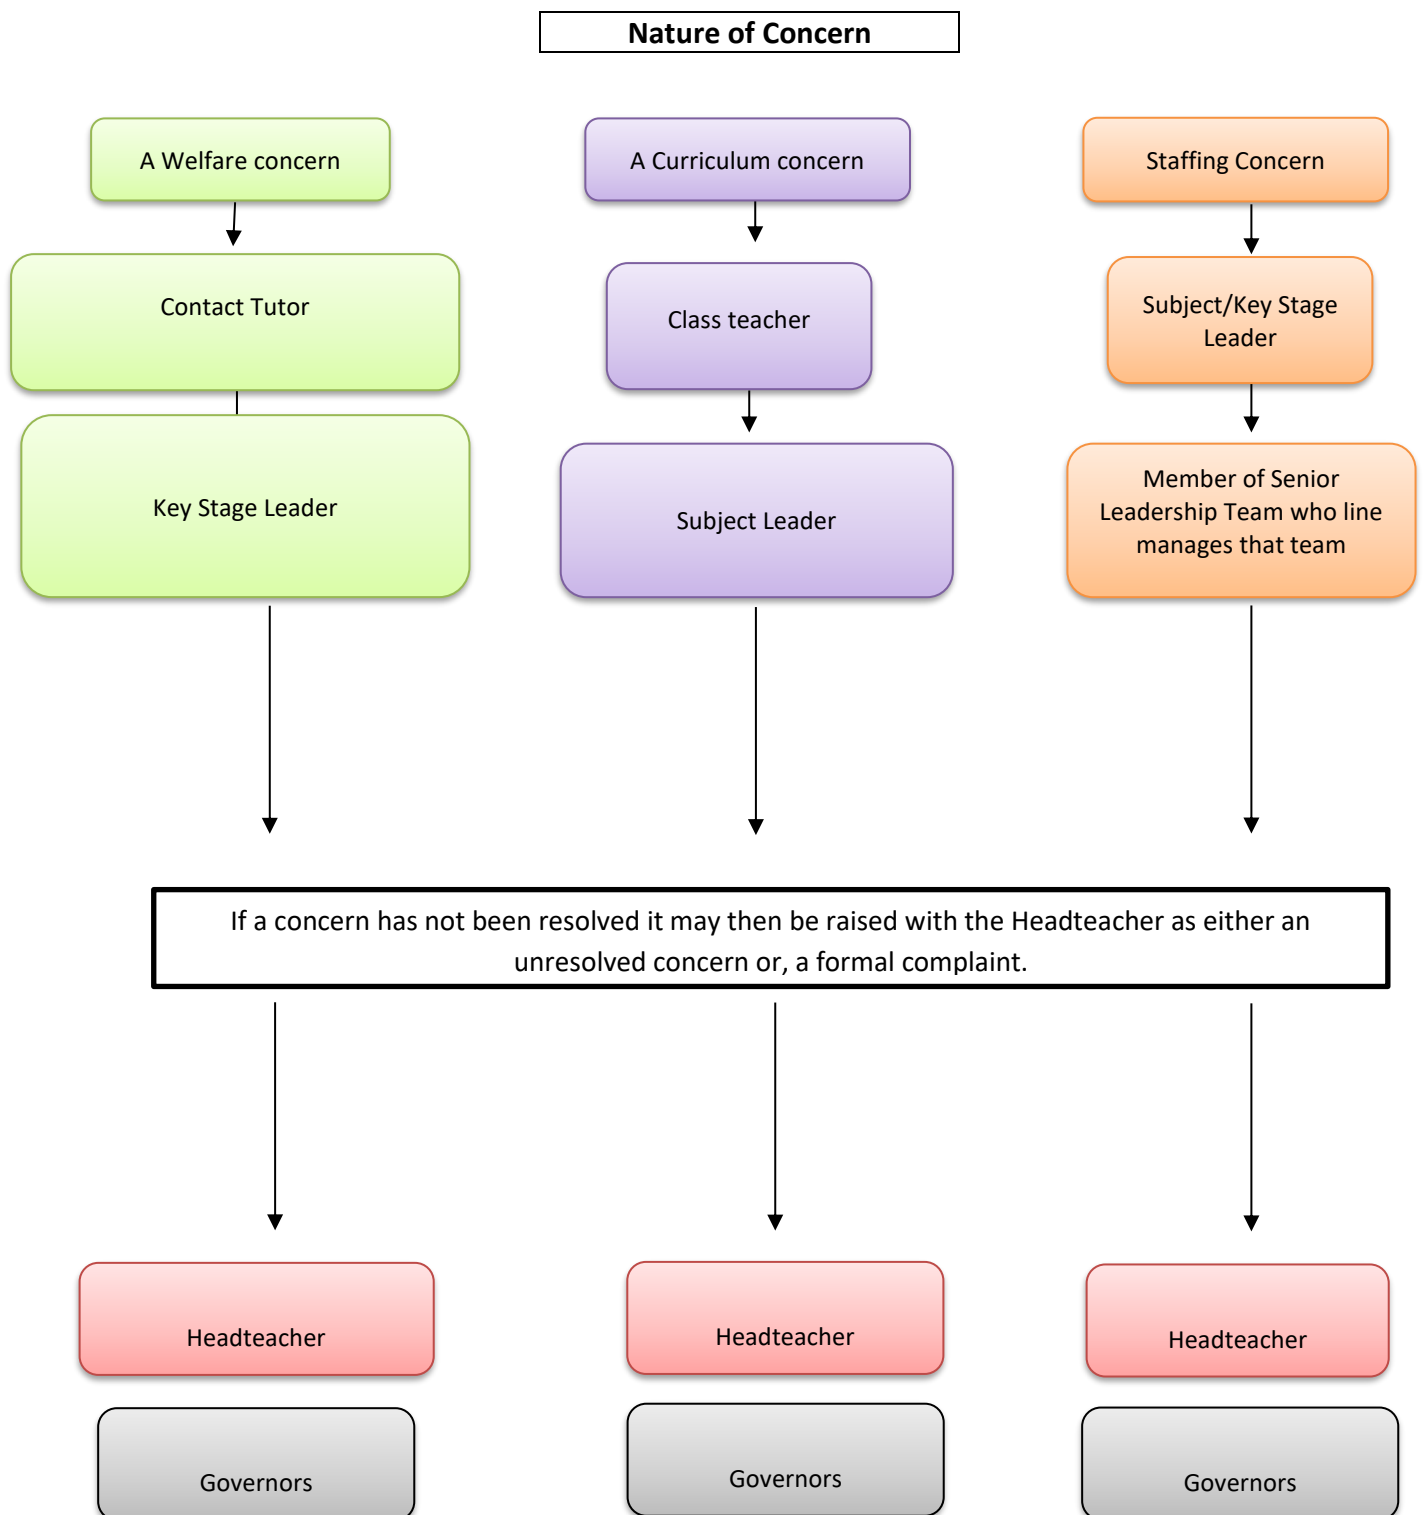 Nature of Concern
A Welfare concern
A Curriculum concern
Staffing Concern
Contact Tutor
Class teacher
Subject/Key Stage
Leader
Key Stage Leader
Subject Leader
Member of Senior
Leadership Team who line
manages that team
If a concern has not been resolved it may then be raised with the Headteacher as either an
unresolved concern or, a formal complaint.
Headteacher
Headteacher
Headteacher
Governors
Governors
Governors